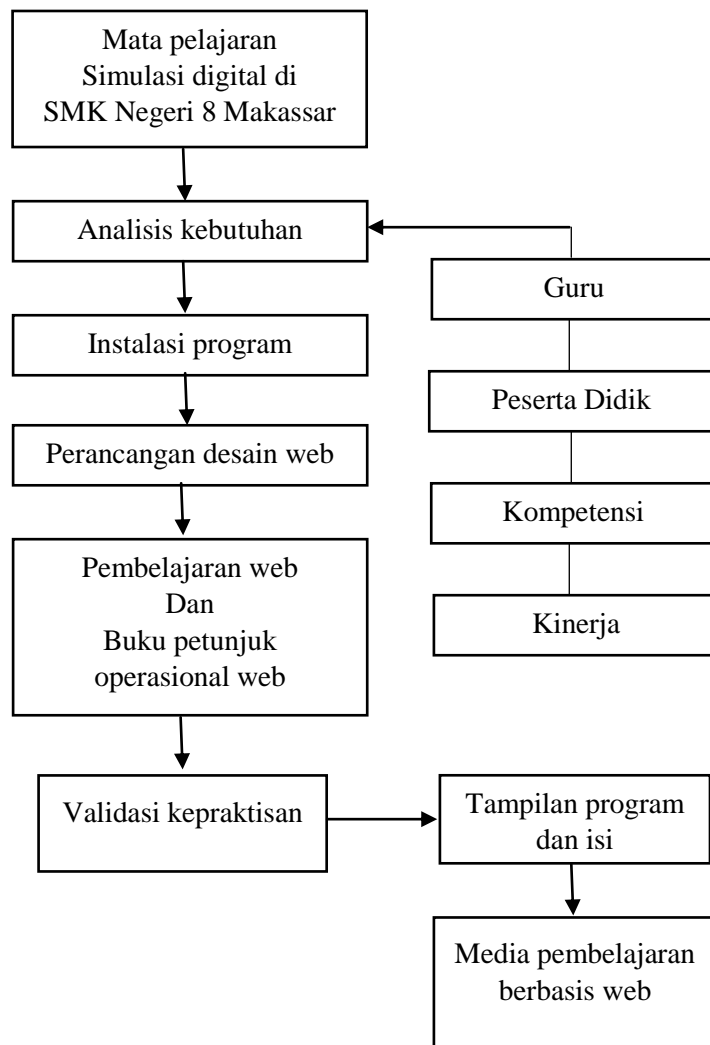 Mata pelajaran
Simulasi digital di
SMK Negeri 8 Makassar
Analisis kebutuhan
Guru
Instalasi program
Peserta Didik
Perancangan desain web
Kompetensi
Pembelajaran web
Dan
Buku petunjuk
operasional web
Kinerja
Validasi kepraktisan
Tampilan program
dan isi
Media pembelajaran
berbasis web